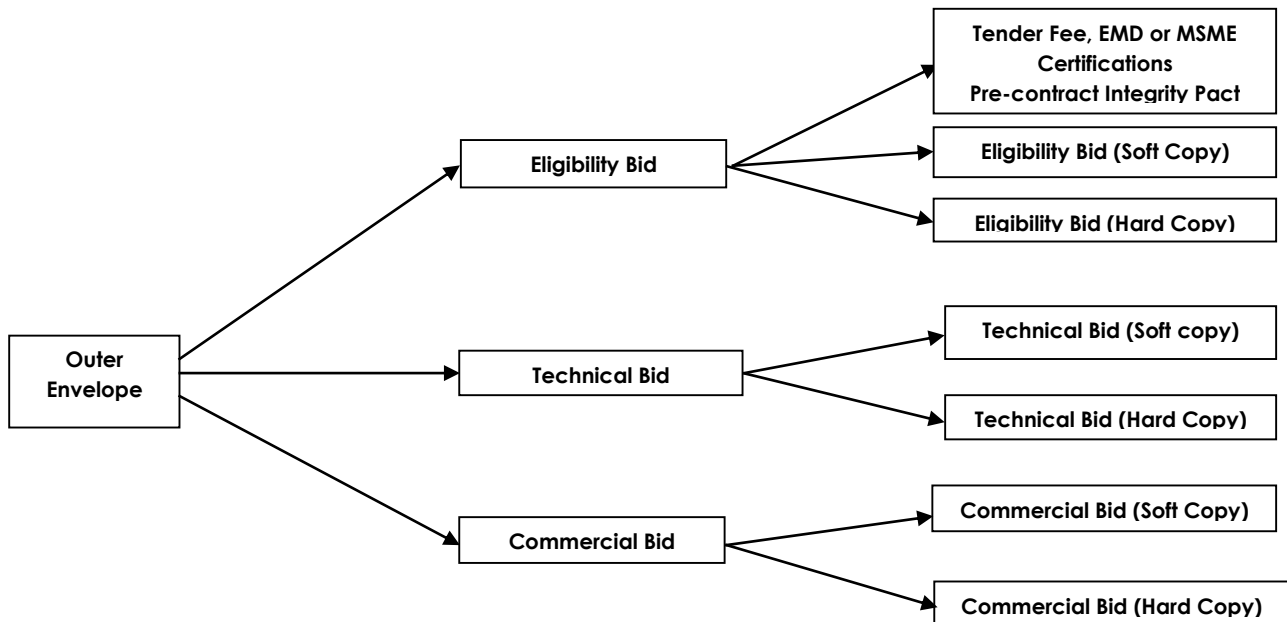 Tender Fee, EMD or MSME
Certifications
Pre-contract Integrity Pact
Eligibility Bid
Eligibility Bid (Soft Copy)
Eligibility Bid (Hard Copy)
Outer
Envelope
Technical Bid
Technical Bid (Soft copy)
Technical Bid (Hard Copy)
Commercial Bid
Commercial Bid (Soft Copy)
Commercial Bid (Hard Copy)